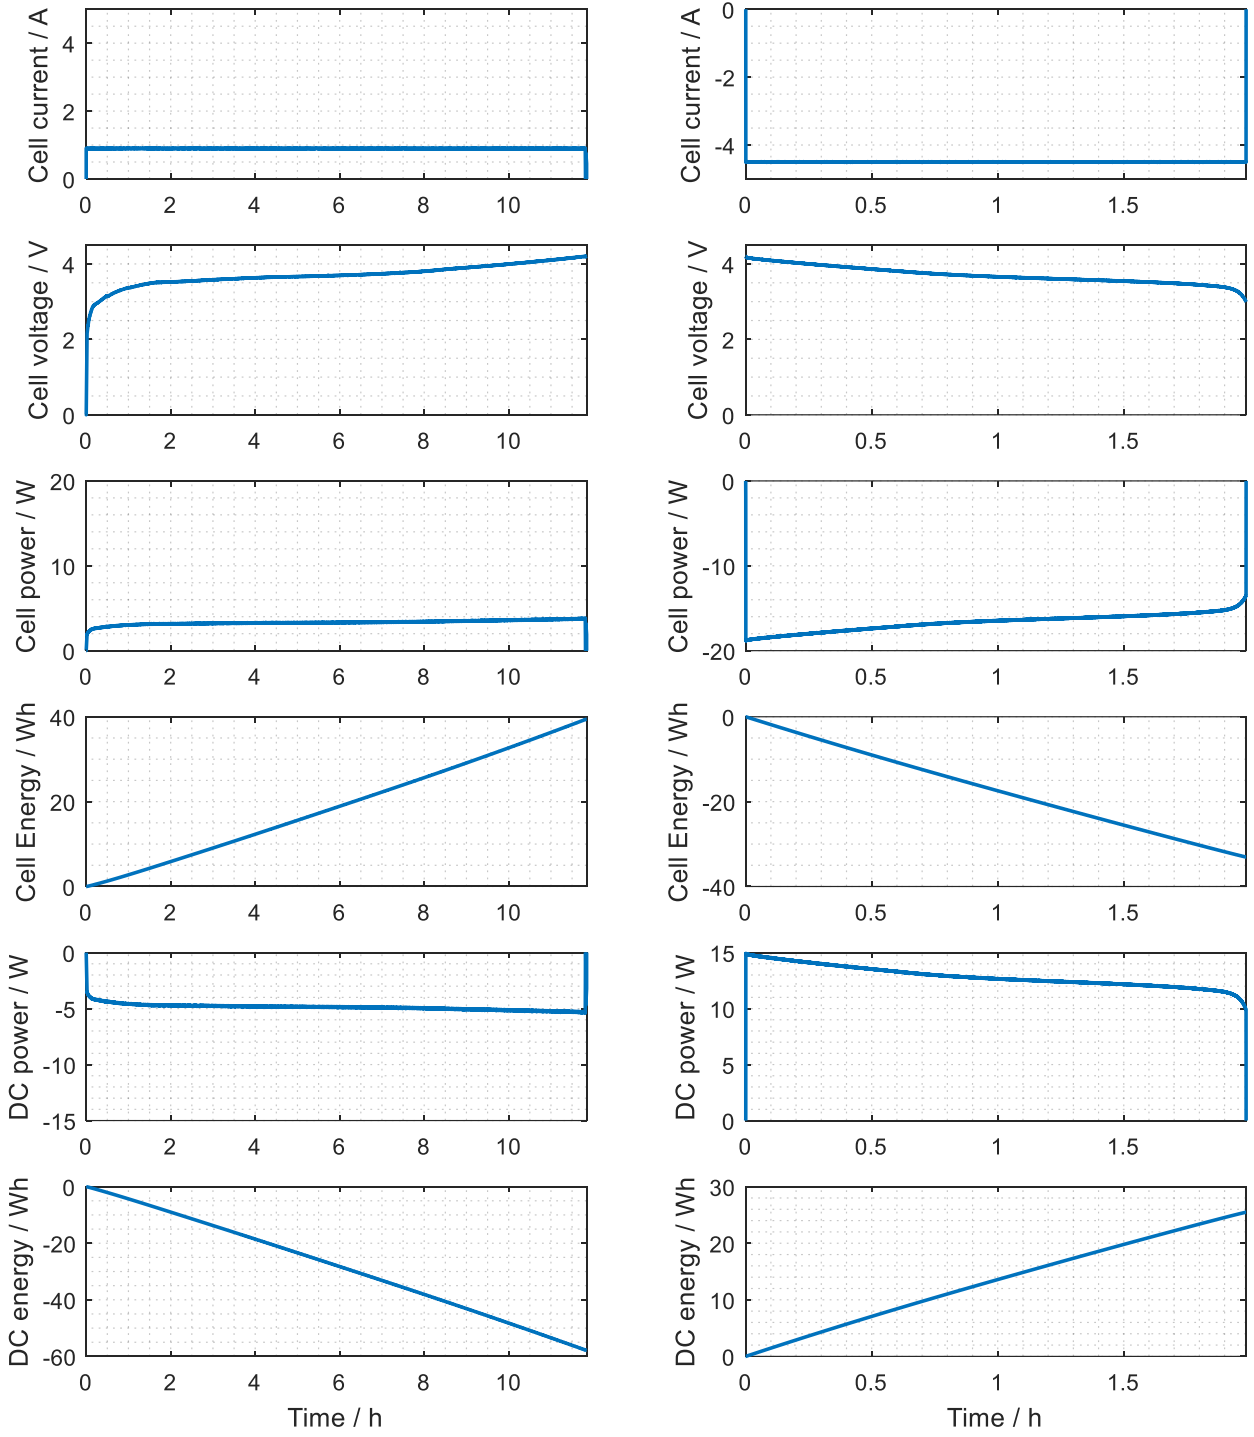 Cell current / A
4
2
0
0 2 4 6 8 10
Cell current / A
0
-2
-4
0 0.5 1 1.5
Cell voltage / V
4
2
0
0 2 4 6 8 10
Cell voltage / V
4
2
0
0 0.5 1 1.5
Cell power / W
20
10
0
0 2 4 6 8 10
Cell power / W
0
-10
-20
0 0.5 1 1.5
Cell Energy / Wh
40
20
0
0 2 4 6 8 10
Cell Energy / Wh
0
-20
-40
0 0.5 1 1.5
DC power / W
0
-5
-10
-15
0 2 4 6 8 10
DC power / W
15
10
5
0
0 0.5 1 1.5
DC energy / Wh
0
-20
-40
-60
0 2 4 6 8 10
Time / h
DC energy / Wh
30
20
10
0
0 0.5 1 1.5
Time / h